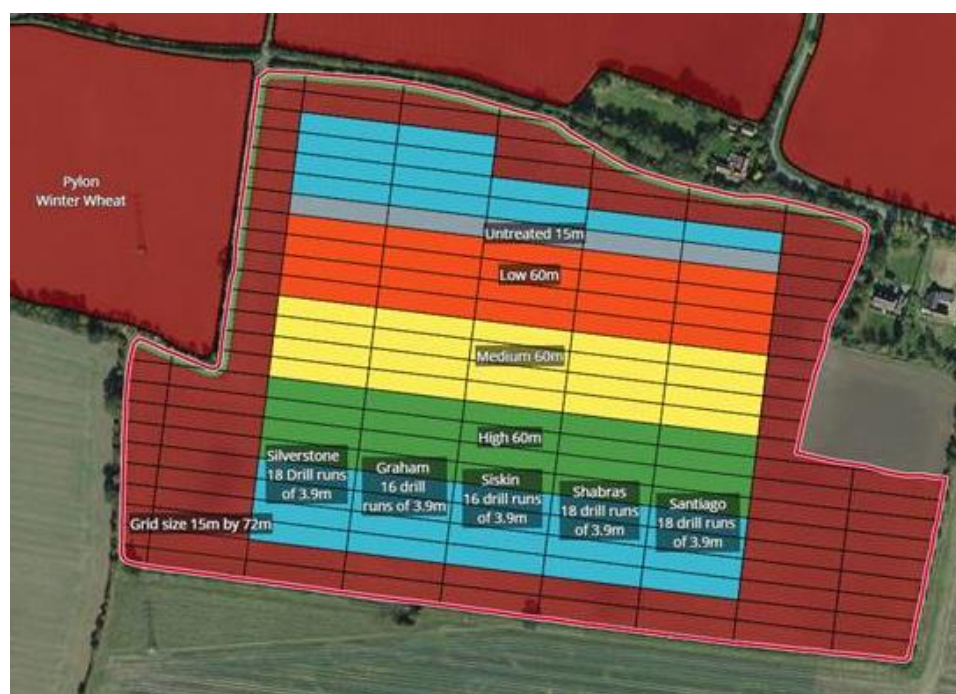 Pylon
Winter Wheat
Untreated 15m
Low 60m
Medium 60m
High 60m
Silverstone
18 Drill runs
of 3.9m
Graham
16 drill
runs of 3.9m
Siskin
16 drill runs
of 3.9m
Shabras
18 drill runs
of 3.9m
Santiago
18 drill runs
of 3.9m
Grid size 15m by 72m